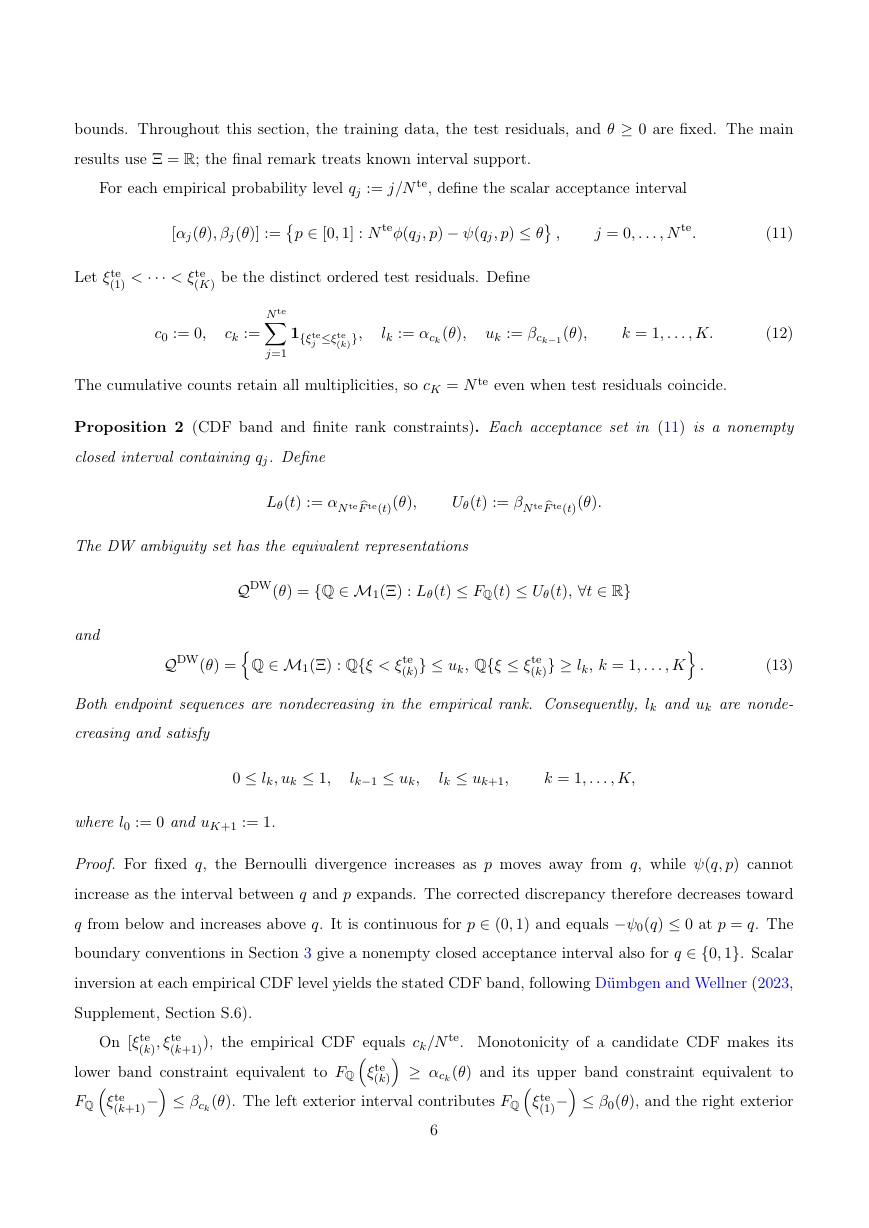 bounds. Throughout this section, the training data, the test residuals, and θ ≥ 0 are fixed. The main
results use Ξ = ℝ; the final remark treats known interval support.
For each empirical probability level q_j := j/N^te, define the scalar acceptance interval
[α_j(θ), β_j(θ)] := {p ∈ [0, 1] : N^te ϕ(q_j, p) − ψ(q_j, p) ≤ θ}, j = 0, . . . , N^te. (11)
Let ξ^te_(1) < · · · < ξ^te_(K) be the distinct ordered test residuals. Define
c_0 := 0, c_k := ∑_{j=1}^{N^te} 1_{ξ^te_j ≤ ξ^te_(k)}, l_k := α_{c_k}(θ), u_k := β_{c_{k−1}}(θ), k = 1, . . . , K. (12)
The cumulative counts retain all multiplicities, so c_K = N^te even when test residuals coincide.
Proposition 2 (CDF band and finite rank constraints). Each acceptance set in (11) is a nonempty
closed interval containing q_j. Define
L_θ(t) := α_{N^te F̂^te(t)}(θ), U_θ(t) := β_{N^te F̂^te(t)}(θ).
The DW ambiguity set has the equivalent representations
𝒬^DW(θ) = {ℚ ∈ ℳ_1(Ξ) : L_θ(t) ≤ F_ℚ(t) ≤ U_θ(t), ∀t ∈ ℝ}
and
𝒬^DW(θ) = {ℚ ∈ ℳ_1(Ξ) : ℚ{ξ < ξ^te_(k)} ≤ u_k, ℚ{ξ ≤ ξ^te_(k)} ≥ l_k, k = 1, . . . , K}. (13)
Both endpoint sequences are nondecreasing in the empirical rank. Consequently, l_k and u_k are nonde-
creasing and satisfy
0 ≤ l_k, u_k ≤ 1, l_{k−1} ≤ u_k, l_k ≤ u_{k+1}, k = 1, . . . , K,
where l_0 := 0 and u_{K+1} := 1.
Proof. For fixed q, the Bernoulli divergence increases as p moves away from q, while ψ(q, p) cannot
increase as the interval between q and p expands. The corrected discrepancy therefore decreases toward
q from below and increases above q. It is continuous for p ∈ (0, 1) and equals −ψ_0(q) ≤ 0 at p = q. The
boundary conventions in Section 3 give a nonempty closed acceptance interval also for q ∈ {0, 1}. Scalar
inversion at each empirical CDF level yields the stated CDF band, following Dümbgen and Wellner (2023,
Supplement, Section S.6).
On [ξ^te_(k), ξ^te_(k+1)), the empirical CDF equals c_k/N^te. Monotonicity of a candidate CDF makes its
lower band constraint equivalent to F_ℚ(ξ^te_(k)) ≥ α_{c_k}(θ) and its upper band constraint equivalent to
F_ℚ(ξ^te_(k+1)−) ≤ β_{c_k}(θ). The left exterior interval contributes F_ℚ(ξ^te_(1)−) ≤ β_0(θ), and the right exterior
6